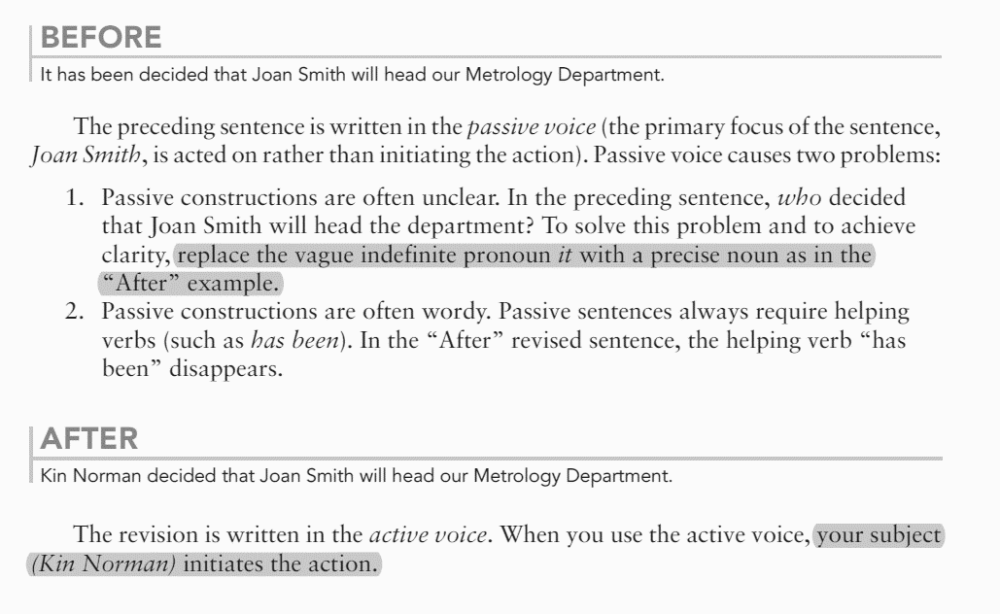 BEFORE
It has been decided that Joan Smith will head our Metrology Department.
The preceding sentence is written in the passive voice (the primary focus of the sentence,
Joan Smith, is acted on rather than initiating the action). Passive voice causes two problems:
1. Passive constructions are often unclear. In the preceding sentence, who decided
that Joan Smith will head the department? To solve this problem and to achieve
clarity, replace the vague indefinite pronoun it with a precise noun as in the
“After” example.
2. Passive constructions are often wordy. Passive sentences always require helping
verbs (such as has been). In the “After” revised sentence, the helping verb “has
been” disappears.
AFTER
Kin Norman decided that Joan Smith will head our Metrology Department.
The revision is written in the active voice. When you use the active voice, your subject
(Kin Norman) initiates the action.